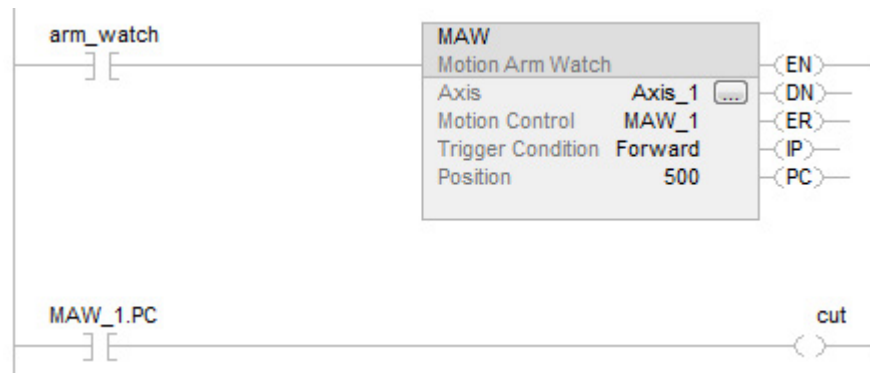 arm_watch
MAW
Motion Arm Watch
Axis Axis_1 ...
Motion Control MAW_1
Trigger Condition Forward
Position 500
EN
DN
ER
IP
PC
MAW_1.PC
cut